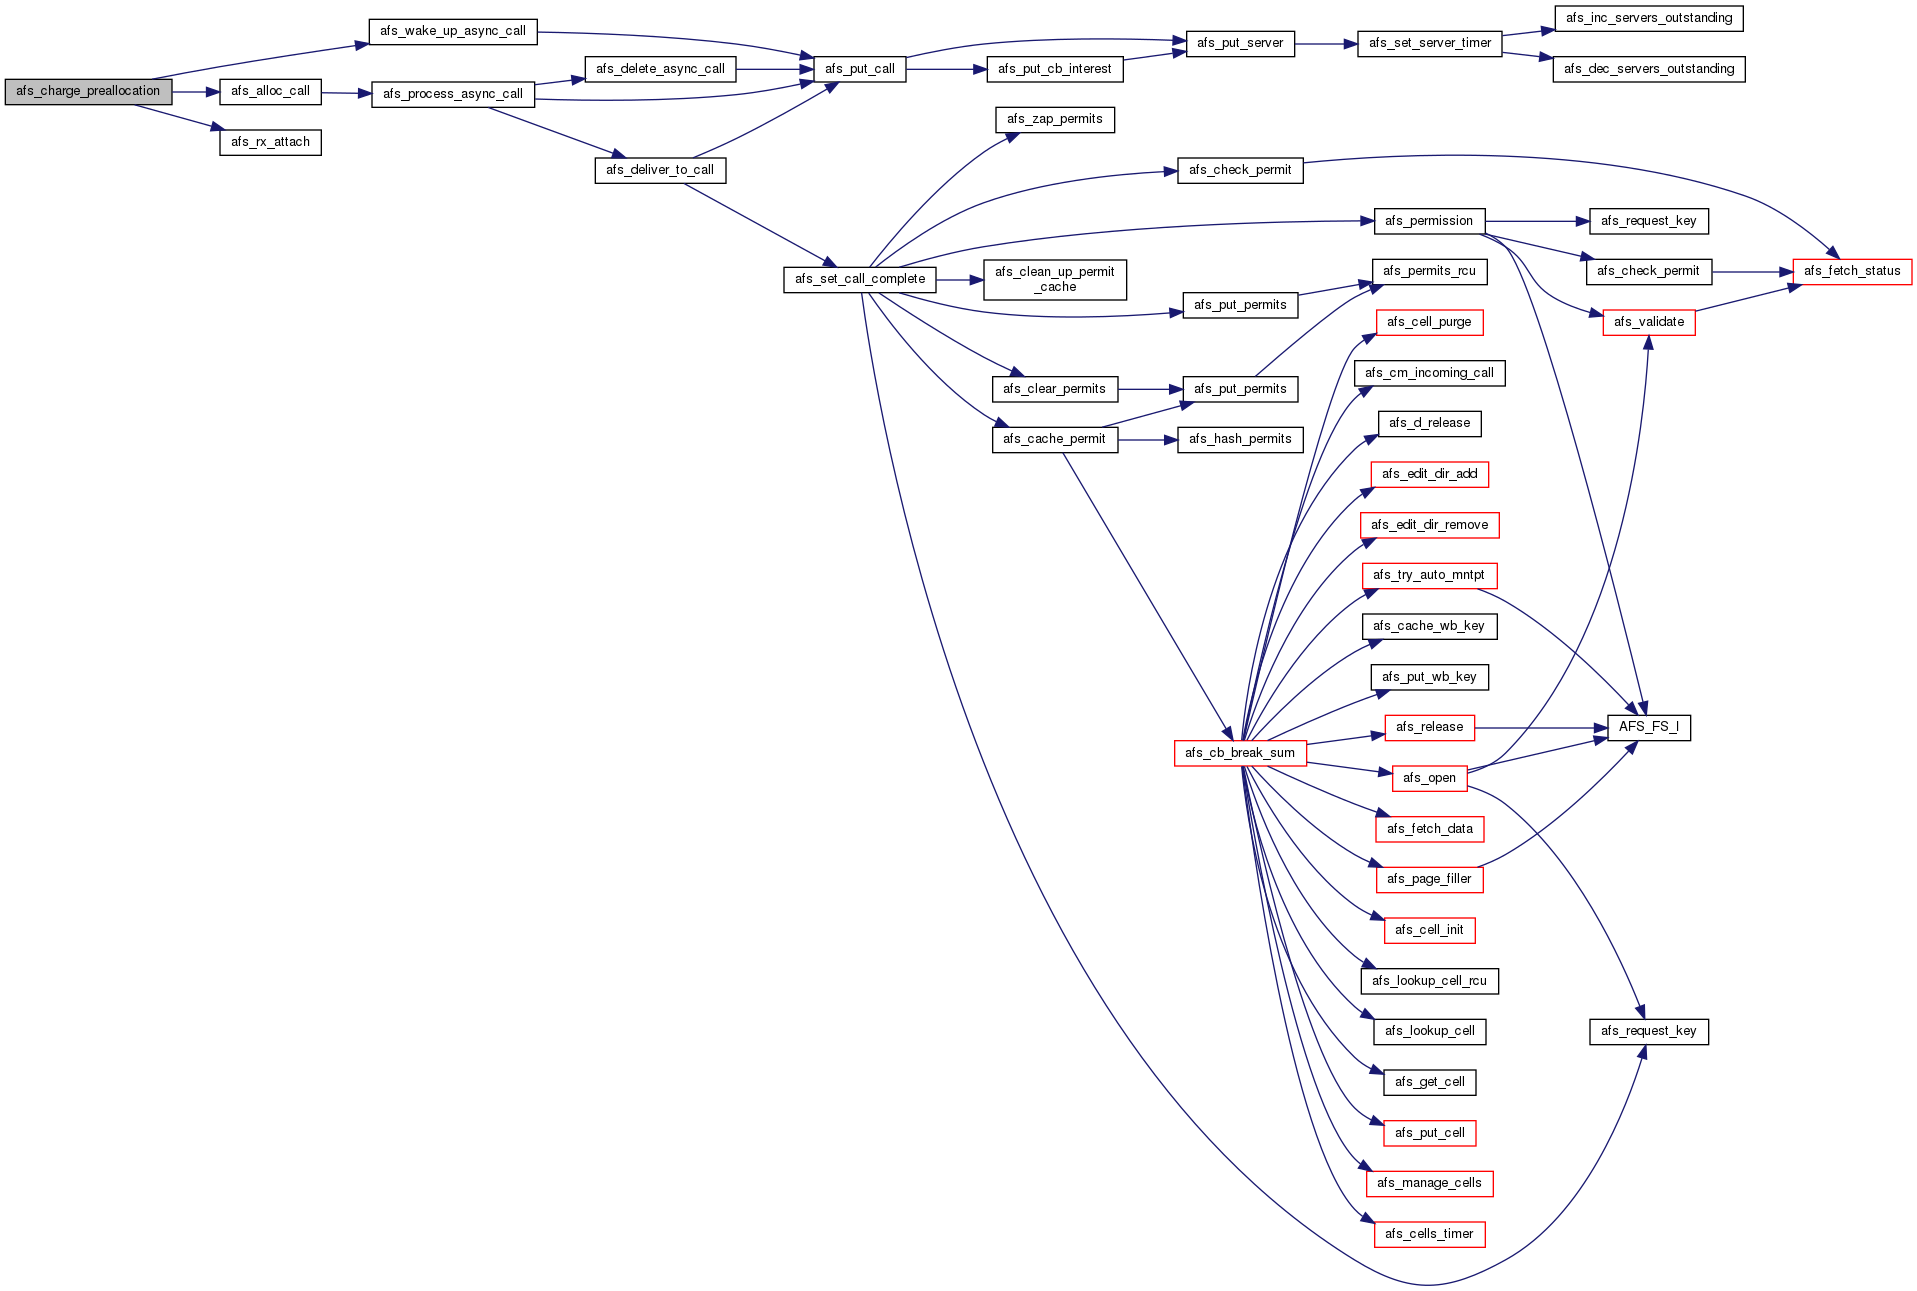 afs_charge_preallocation
afs_wake_up_async_call
afs_alloc_call
afs_rx_attach
afs_process_async_call
afs_delete_async_call
afs_deliver_to_call
afs_put_call
afs_set_call_complete
afs_put_cb_interest
afs_zap_permits
afs_clean_up_permit
_cache
afs_clear_permits
afs_cache_permit
afs_put_server
afs_check_permit
afs_put_permits
afs_put_permits
afs_hash_permits
afs_cb_break_sum
afs_set_server_timer
afs_permission
afs_permits_rcu
afs_cell_purge
afs_cm_incoming_call
afs_d_release
afs_edit_dir_add
afs_edit_dir_remove
afs_try_auto_mntpt
afs_cache_wb_key
afs_put_wb_key
afs_release
afs_open
afs_fetch_data
afs_page_filler
afs_cell_init
afs_lookup_cell_rcu
afs_lookup_cell
afs_get_cell
afs_put_cell
afs_manage_cells
afs_cells_timer
afs_inc_servers_outstanding
afs_dec_servers_outstanding
afs_request_key
afs_check_permit
afs_validate
AFS_FS_I
afs_request_key
afs_fetch_status